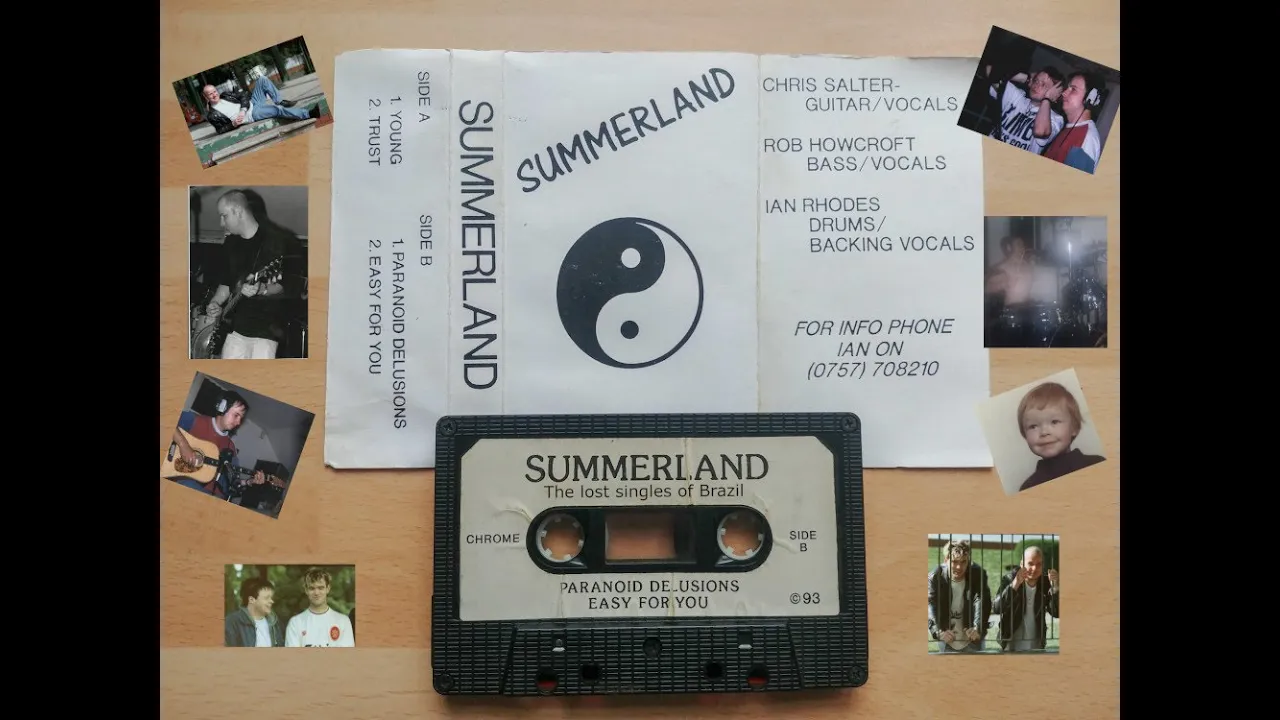 SIDE A
1. YOUNG
2. TRUST
SIDE B
1. PARANOID DELUSIONS
2. EASY FOR YOU
SUMMERLAND
SUMMERLAND
CHRIS SALTER-
GUITAR/VOCALS
ROB HOWCROFT
BASS/VOCALS
IAN RHODES
DRUMS/
BACKING VOCALS
FOR INFO PHONE
IAN ON
(0757) 708210
SUMMERLAND
The lost singles of Brazil
CHROME
SIDE
B
PARANOID DELUSIONS
EASY FOR YOU
©93